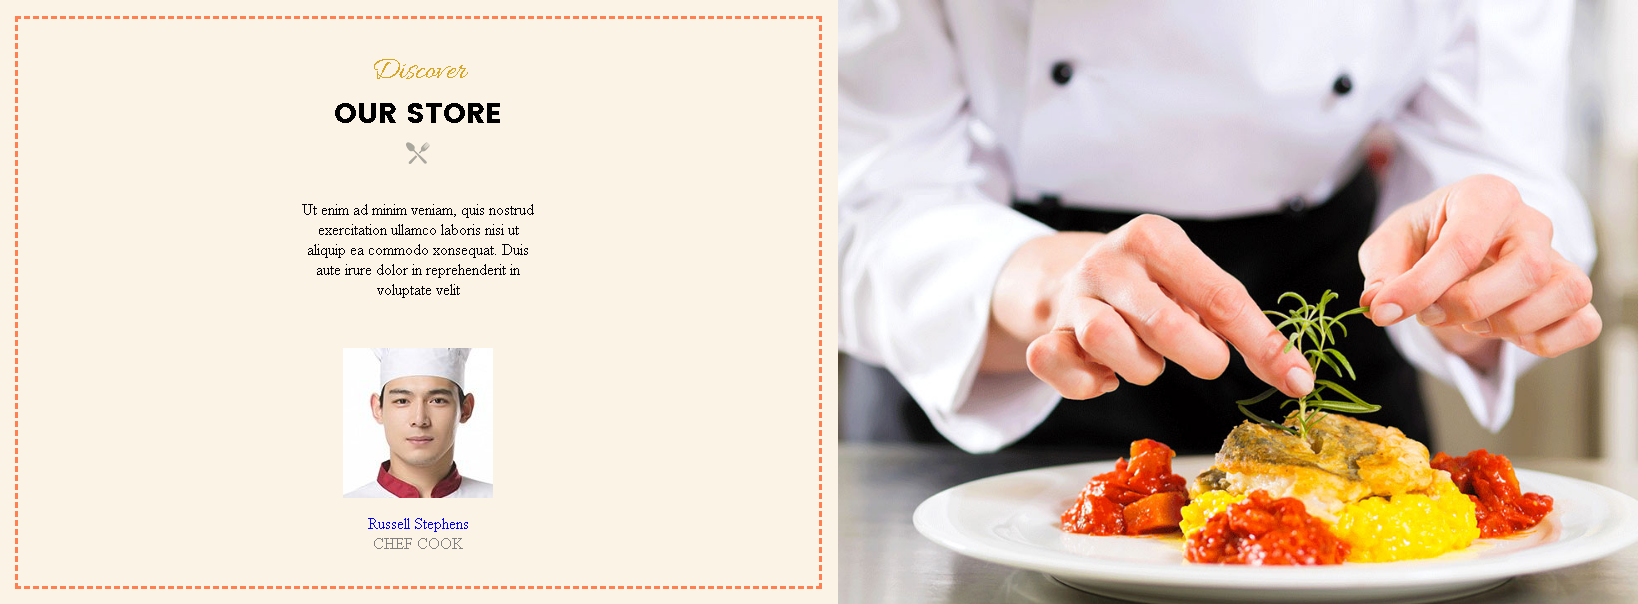 Discover
OUR STORE
Ut enim ad minim veniam, quis nostrud
exercitation ullamco laboris nisi ut
aliquip ea commodo xonsequat. Duis
aute irure dolor in reprehenderit in
voluptate velit
Russell Stephens
CHEF COOK